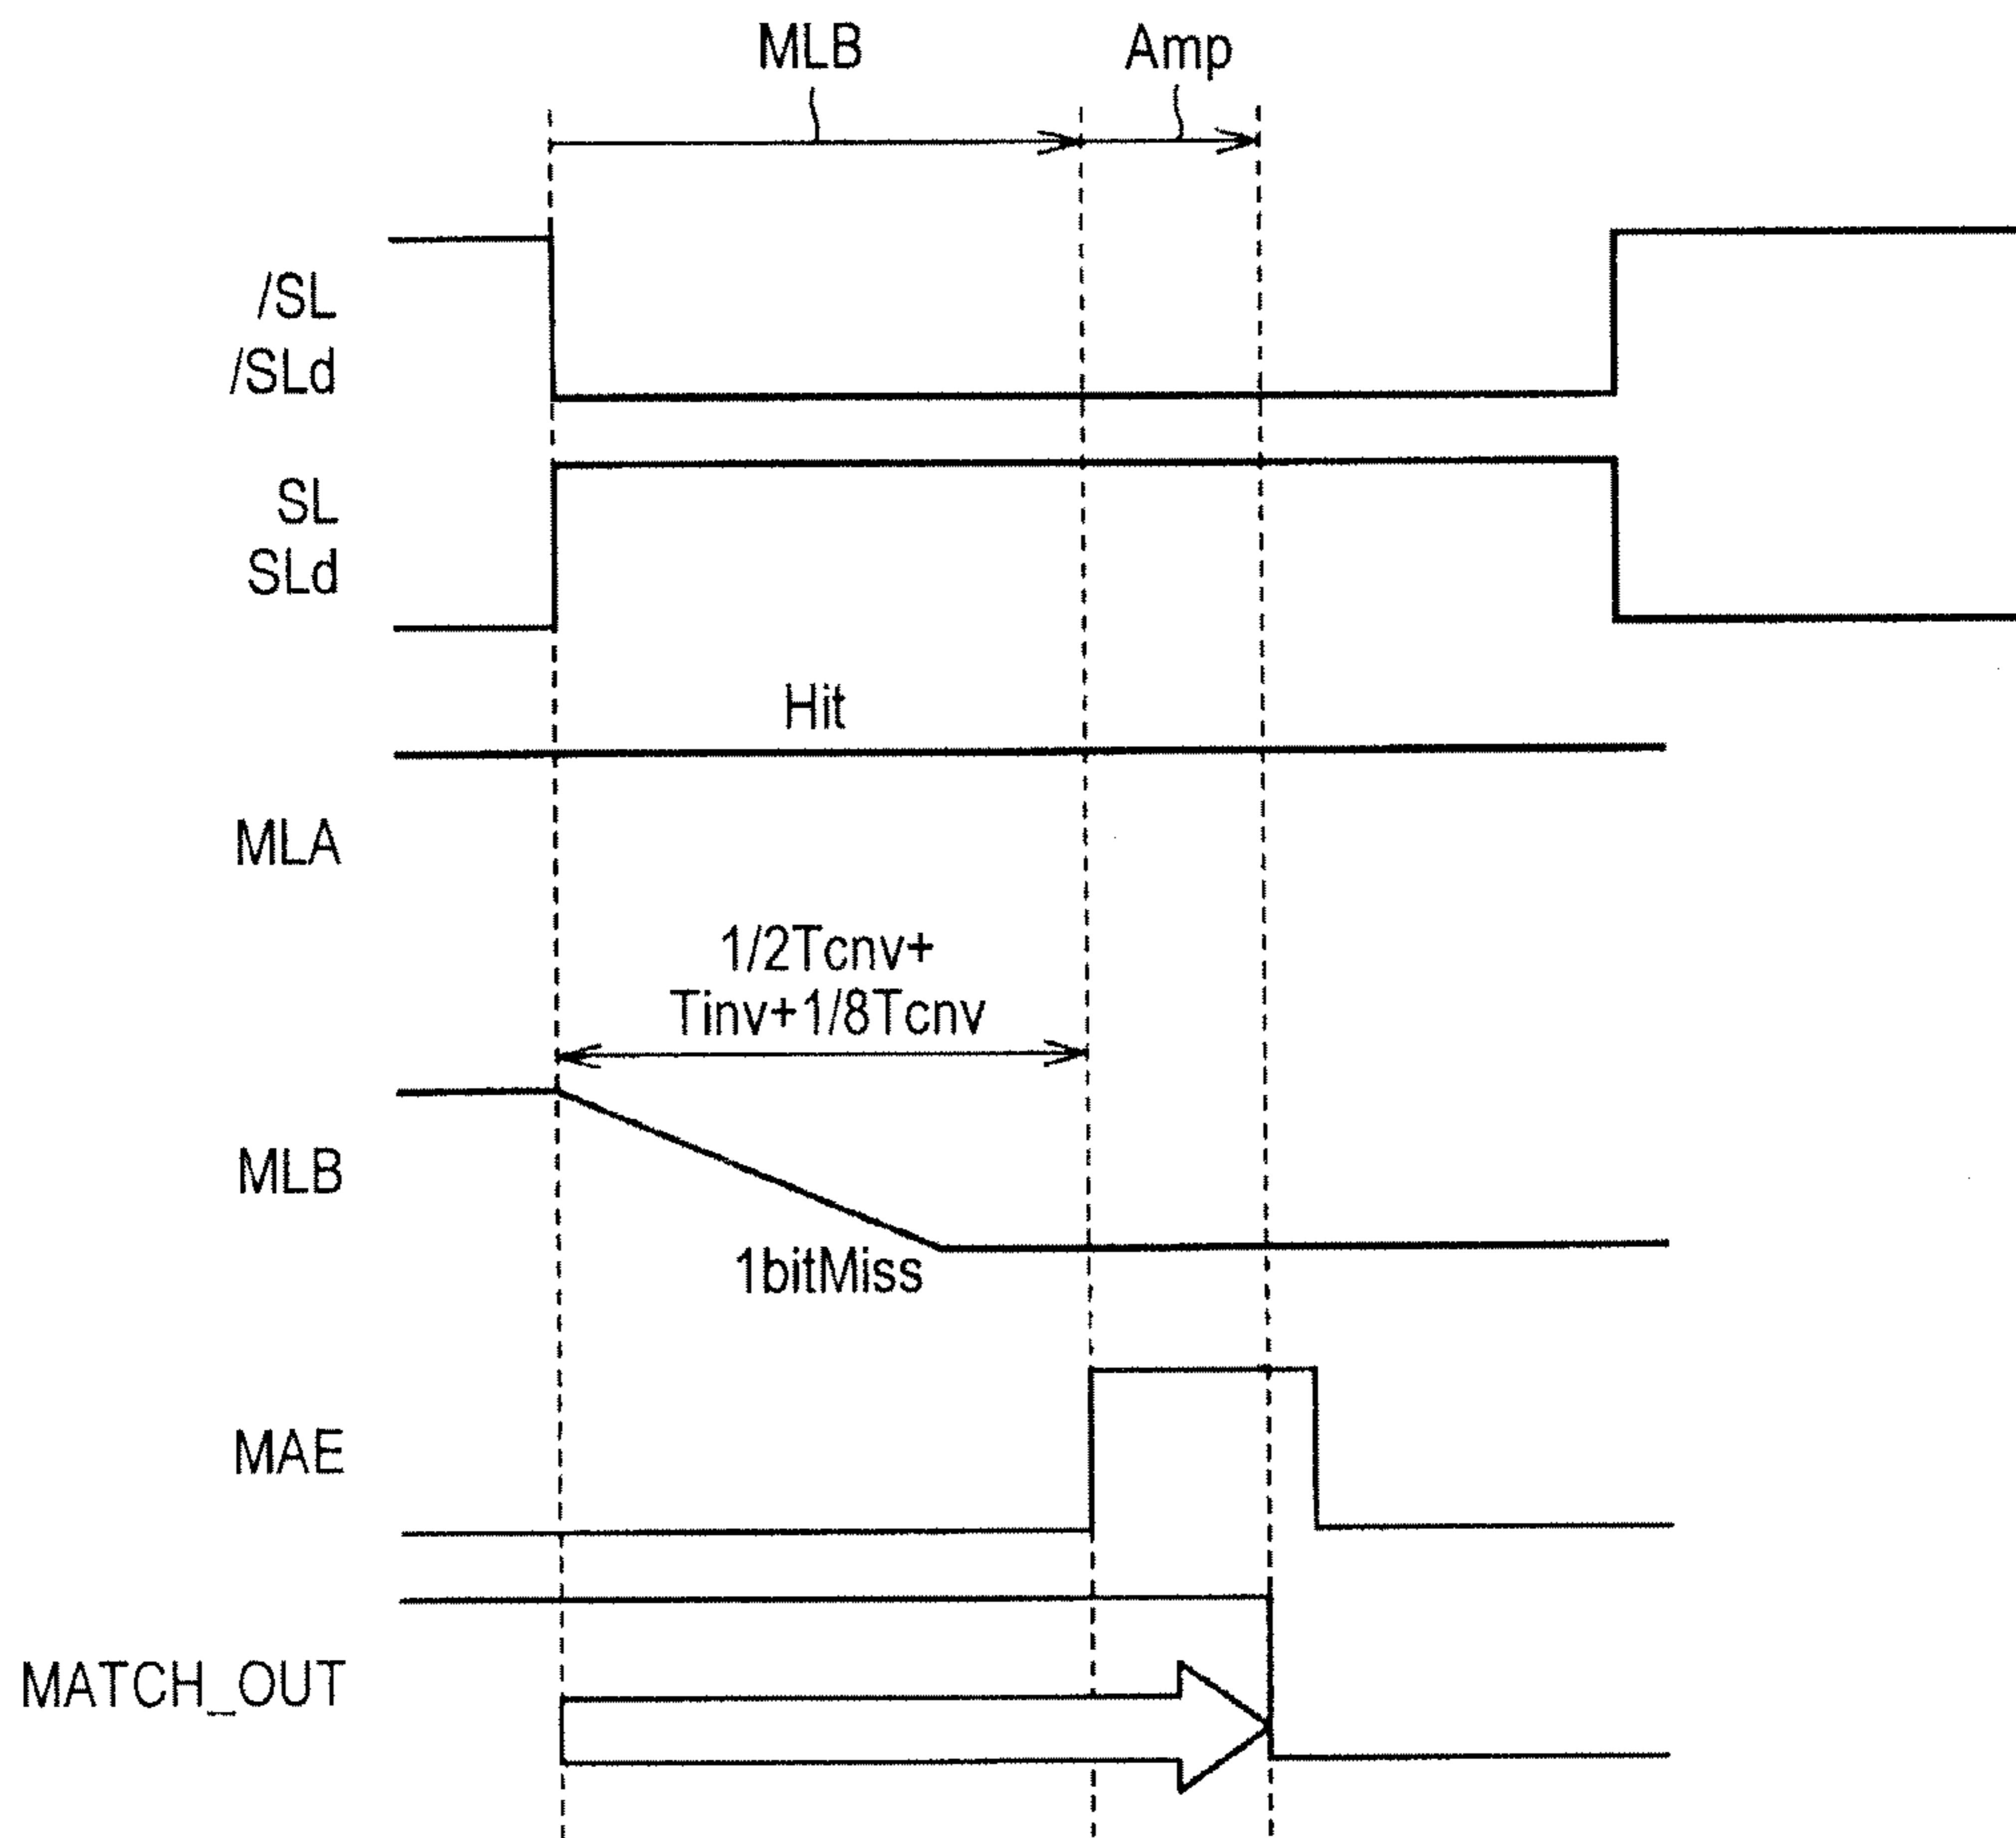 MLB
Amp
/SL
/SLd
SL
SLd
Hit
MLA
1/2Tcnv+
Tinv+1/8Tcnv
MLB
1bitMiss
MAE
MATCH_OUT